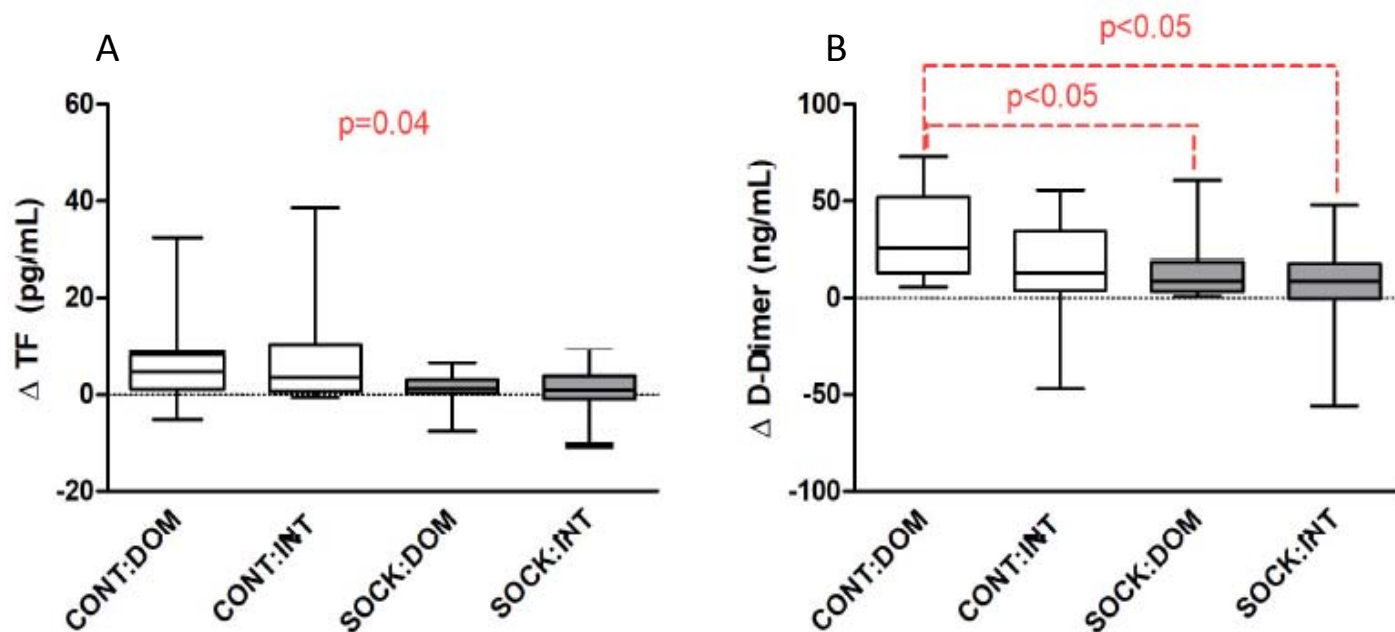 A
60
40
20
0
-20
Δ TF (pg/mL)
p=0.04
CONT:DOM
CONT:INT
SOCK:DOM
SOCK:INT
B
p<0.05
p<0.05
100
50
0
-50
-100
Δ D-Dimer (ng/mL)
CONT:DOM
CONT:INT
SOCK:DOM
SOCK:INT